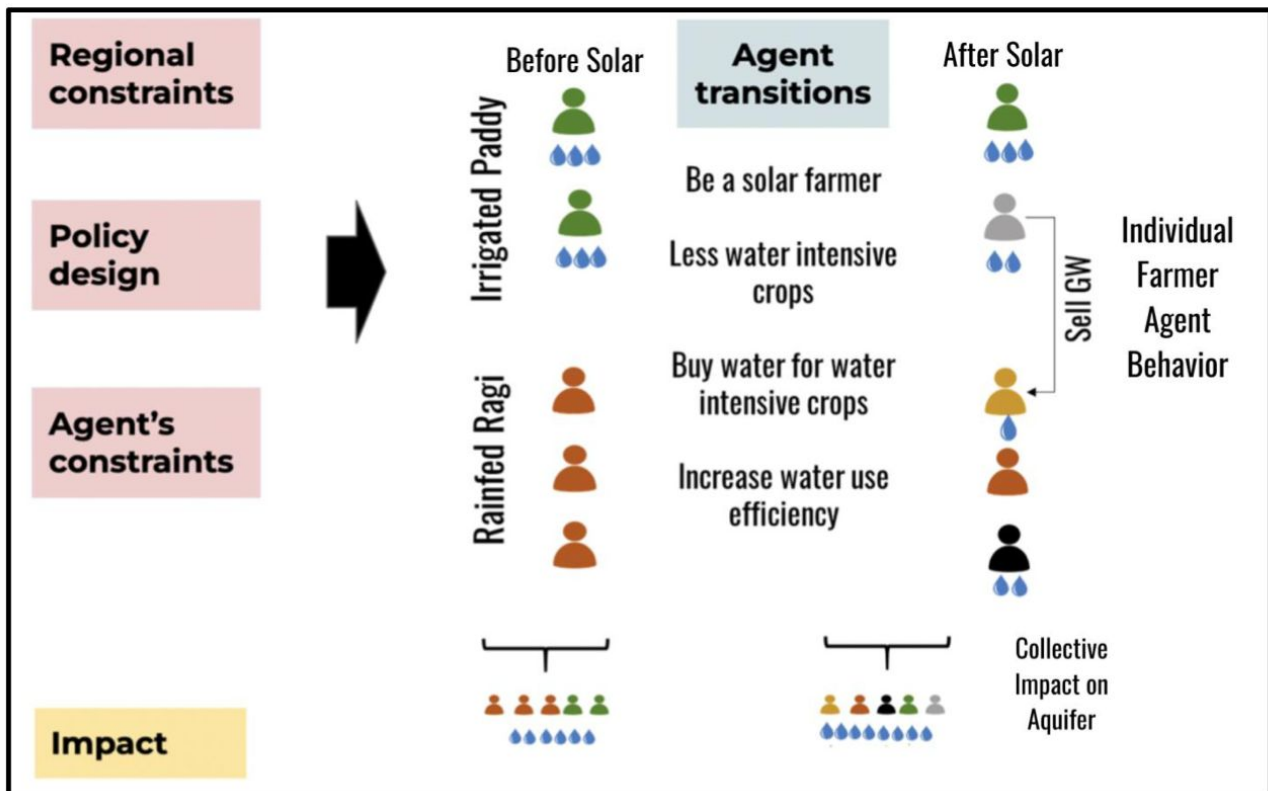 Regional
constraints
Policy
design
Agent's
constraints
Impact
Before Solar
Irrigated Paddy
Rainfed Ragi
Agent
transitions
Be a solar farmer
Less water intensive
crops
Buy water for water
intensive crops
Increase water use
efficiency
After Solar
Sell GW
Individual
Farmer
Agent
Behavior
Collective
Impact on
Aquifer